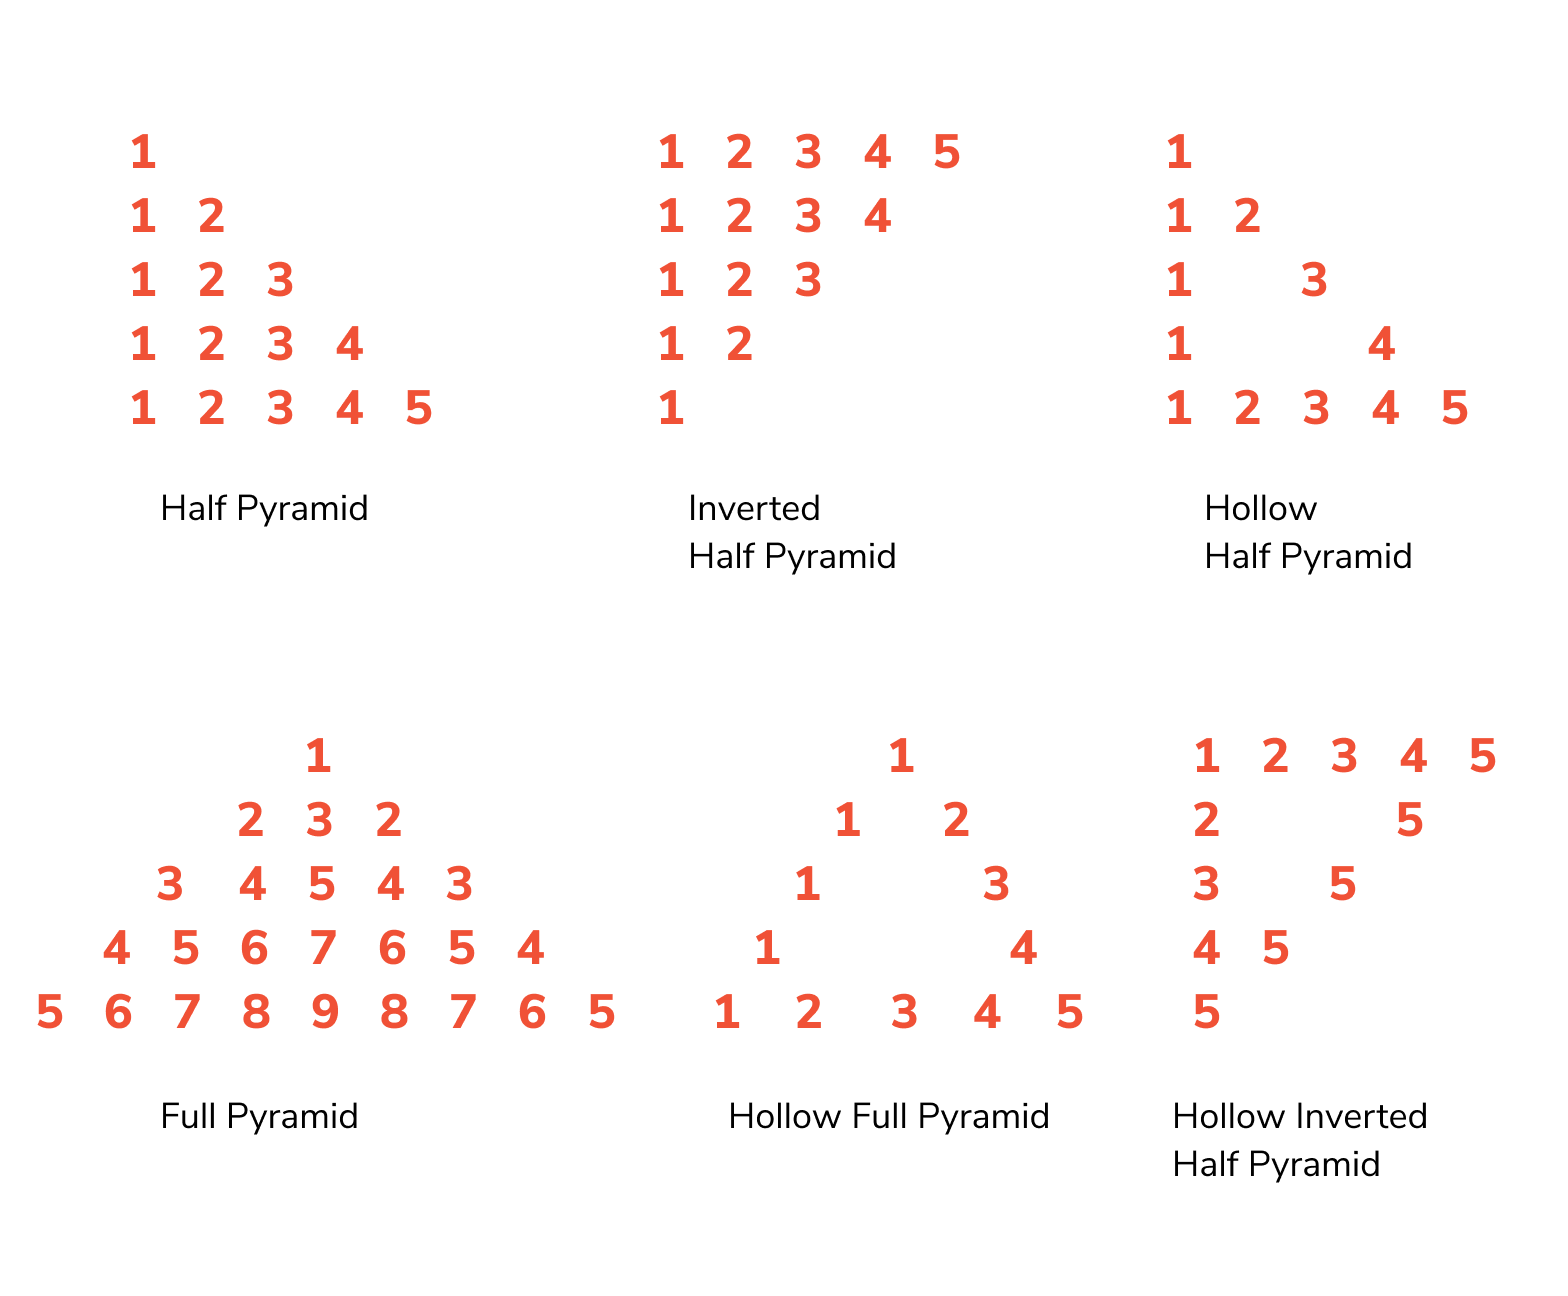 1
1 2
1 2 3
1 2 3 4
1 2 3 4 5
Half Pyramid
1 2 3 4 5
1 2 3 4
1 2 3
1 2
1
Inverted
Half Pyramid
1
1 2
1 3
1 4
1 2 3 4 5
Hollow
Half Pyramid
1
2 3 2
3 4 5 4 3
4 5 6 7 6 5 4
5 6 7 8 9 8 7 6 5
Full Pyramid
1
1 2
1 3
1 4
1 2 3 4 5
Hollow Full Pyramid
1 2 3 4 5
2 5
3 5
4 5
5
Hollow Inverted
Half Pyramid